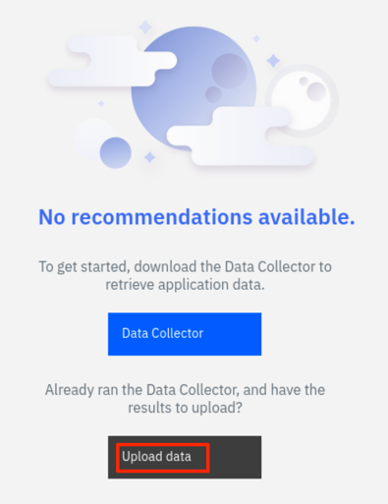 No recommendations available.
To get started, download the Data Collector to
retrieve application data.
Data Collector
Already ran the Data Collector, and have the
results to upload?
Upload data